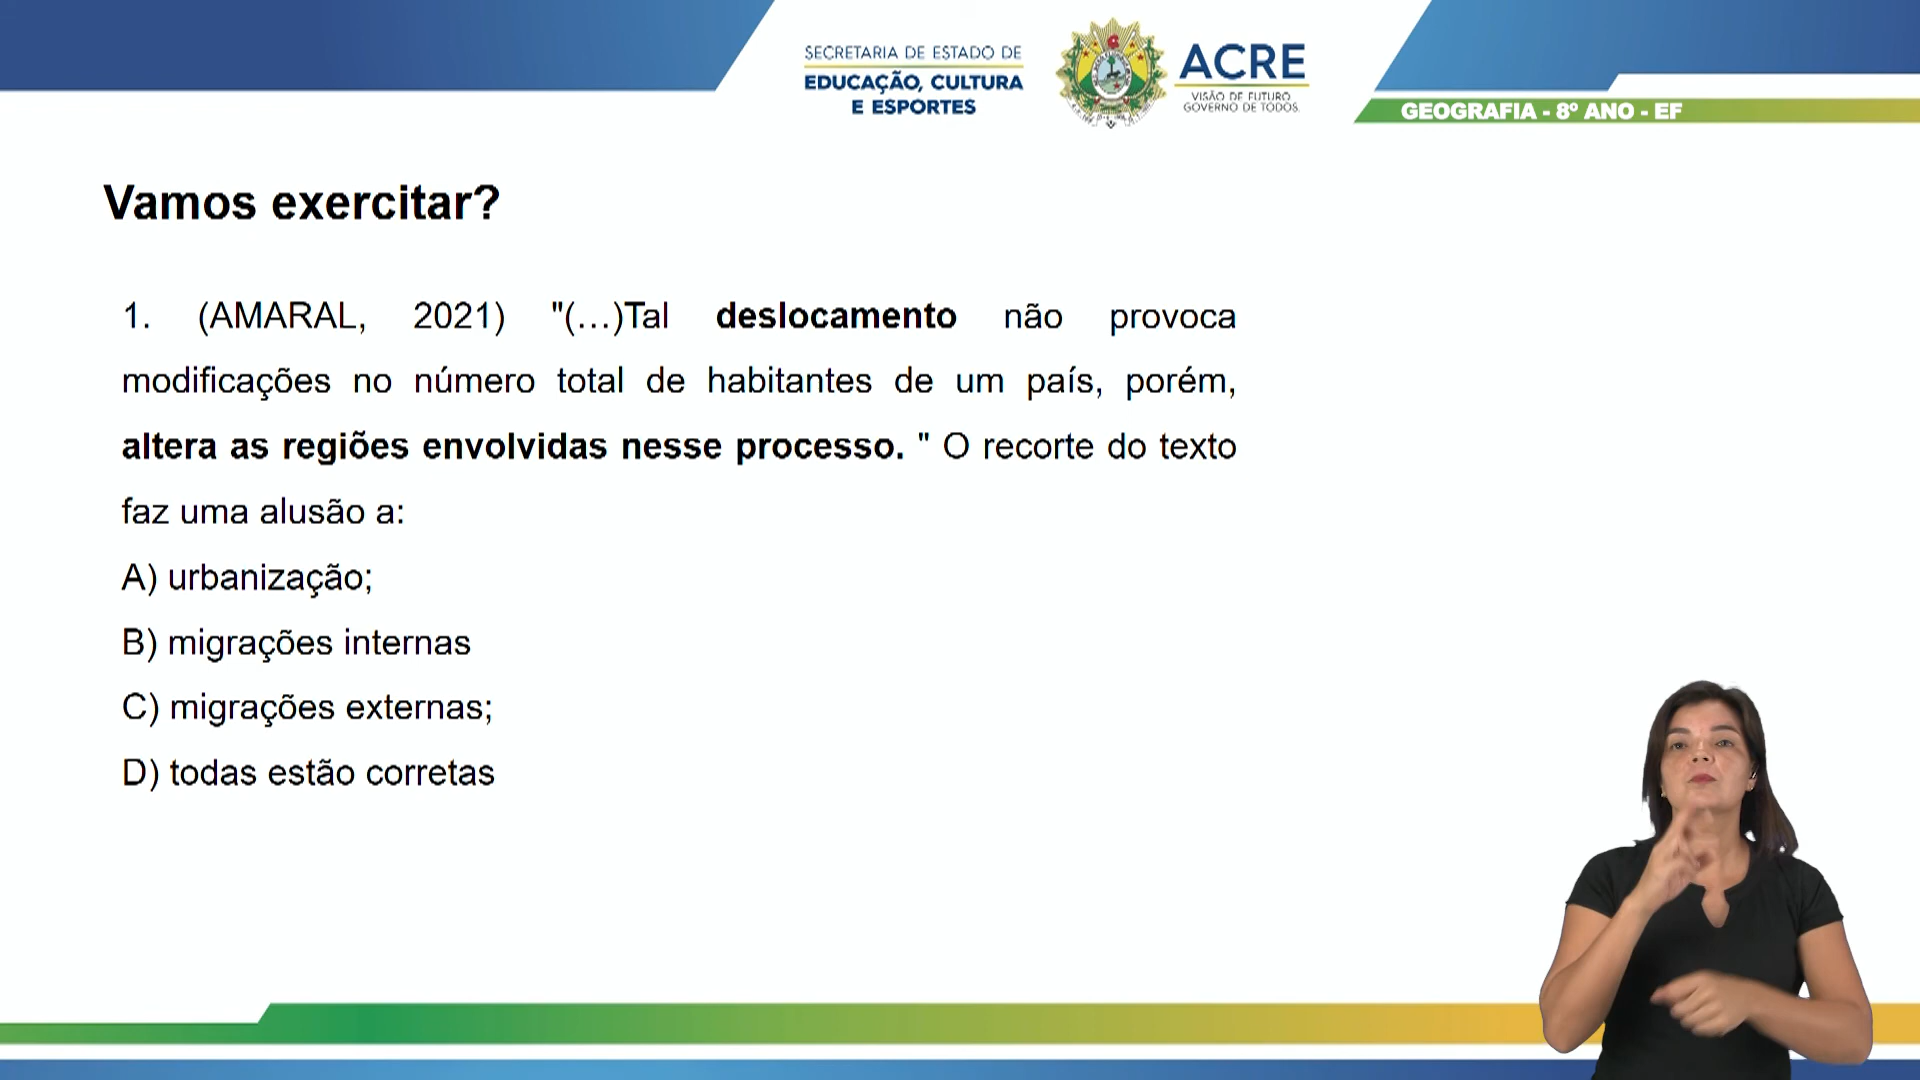 SECRETARIA DE ESTADO DE
EDUCAÇÃO, CULTURA
E ESPORTES
ACRE
VISÃO DE FUTURO
GOVERNO DE TODOS.
GEOGRAFIA - 8º ANO - EF
Vamos exercitar?
1. (AMARAL, 2021) "(...)Tal deslocamento não provoca
modificações no número total de habitantes de um país, porém,
altera as regiões envolvidas nesse processo. " O recorte do texto
faz uma alusão a:
A) urbanização;
B) migrações internas
C) migrações externas;
D) todas estão corretas